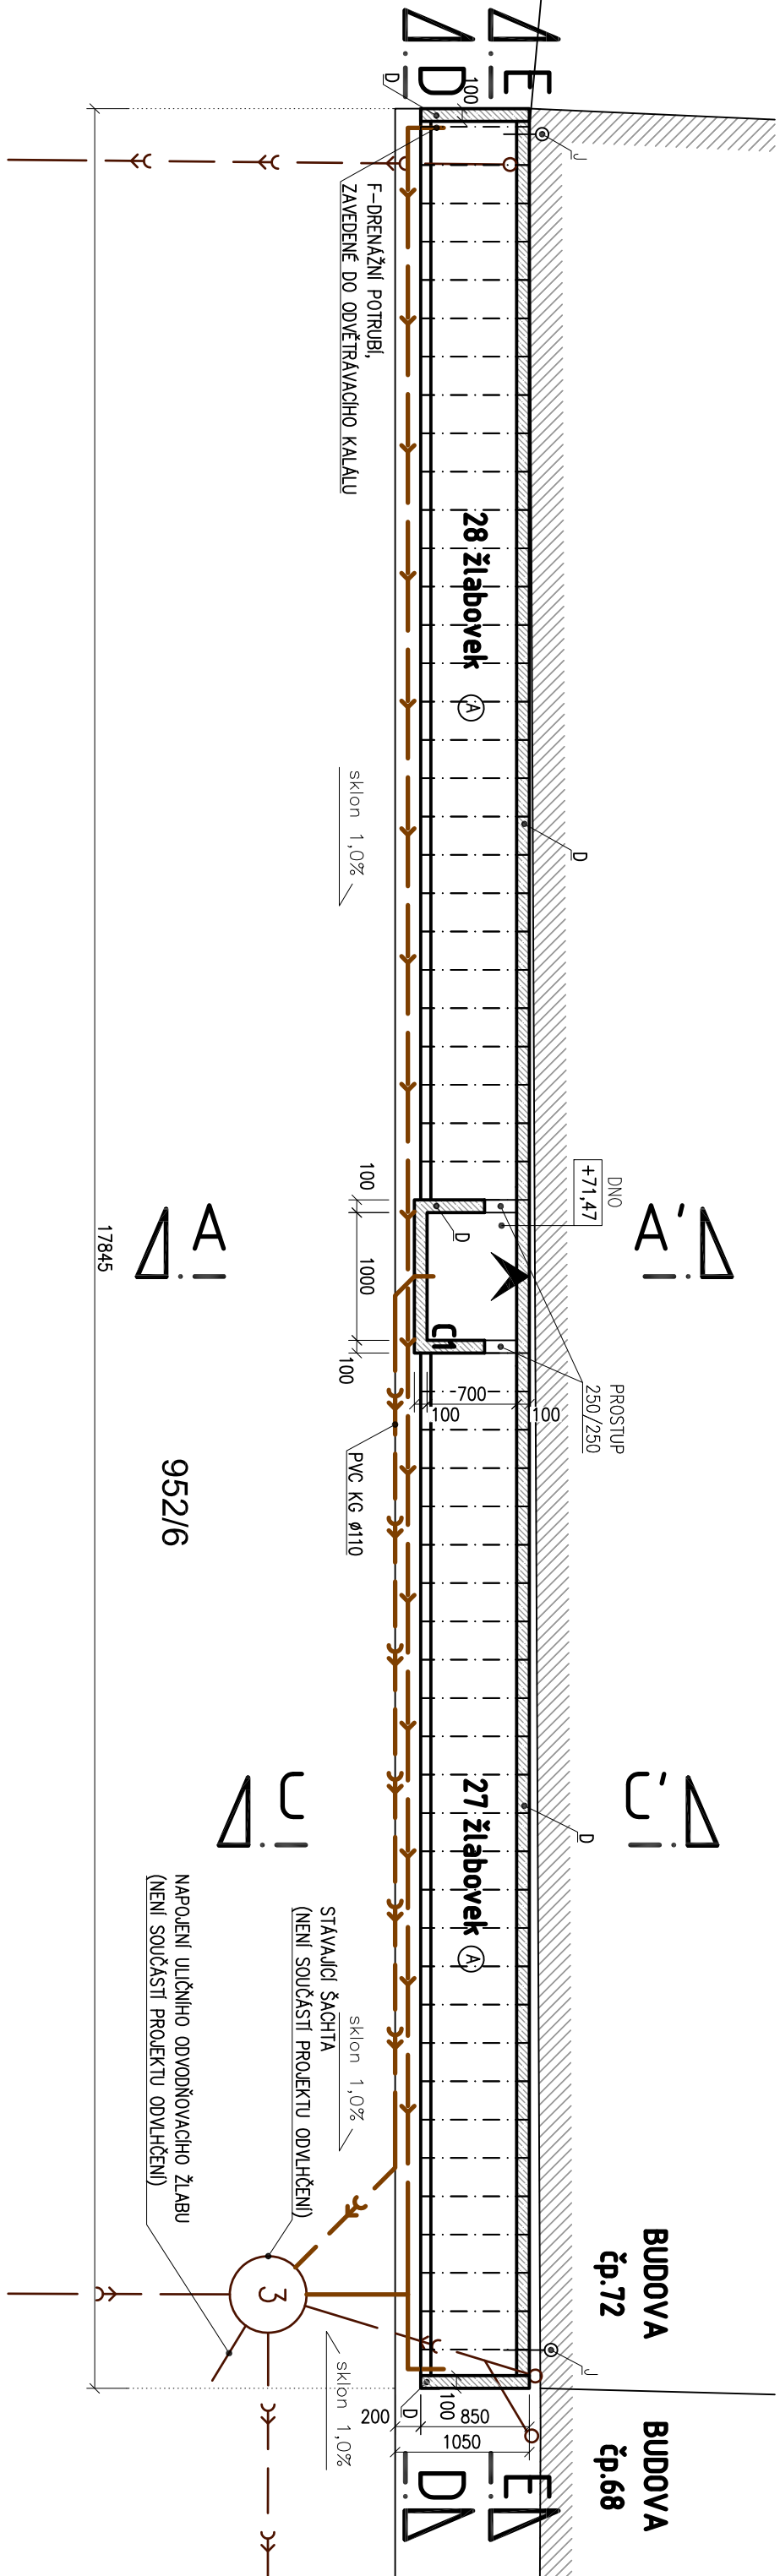 E
D
D
100
J
F-DRENÁŽNÍ POTRUBÍ,
ZAVEDENÉ DO ODVĚTRÁVACÍHO KALÁLU
28 žlabovek A
sklon 1,0%
D
DNO
+71,47
A'
A
100
1000
100
D
C1
17845
700
100
100
PROSTUP
250/250
PVC KG ø110
952/6
C'
C
27 žlabovek A
D
STÁVAJÍCÍ ŠACHTA
(NENÍ SOUČÁSTÍ PROJEKTU ODVLHČENÍ)
NAPOJENÍ ULIČNÍHO ODVODŇOVACÍHO ŽLABU
(NENÍ SOUČÁSTÍ PROJEKTU ODVLHČENÍ)
sklon 1,0%
3
sklon 1,0%
BUDOVA
čp.72
J
BUDOVA
čp.68
D
100
200
850
1050
E
D